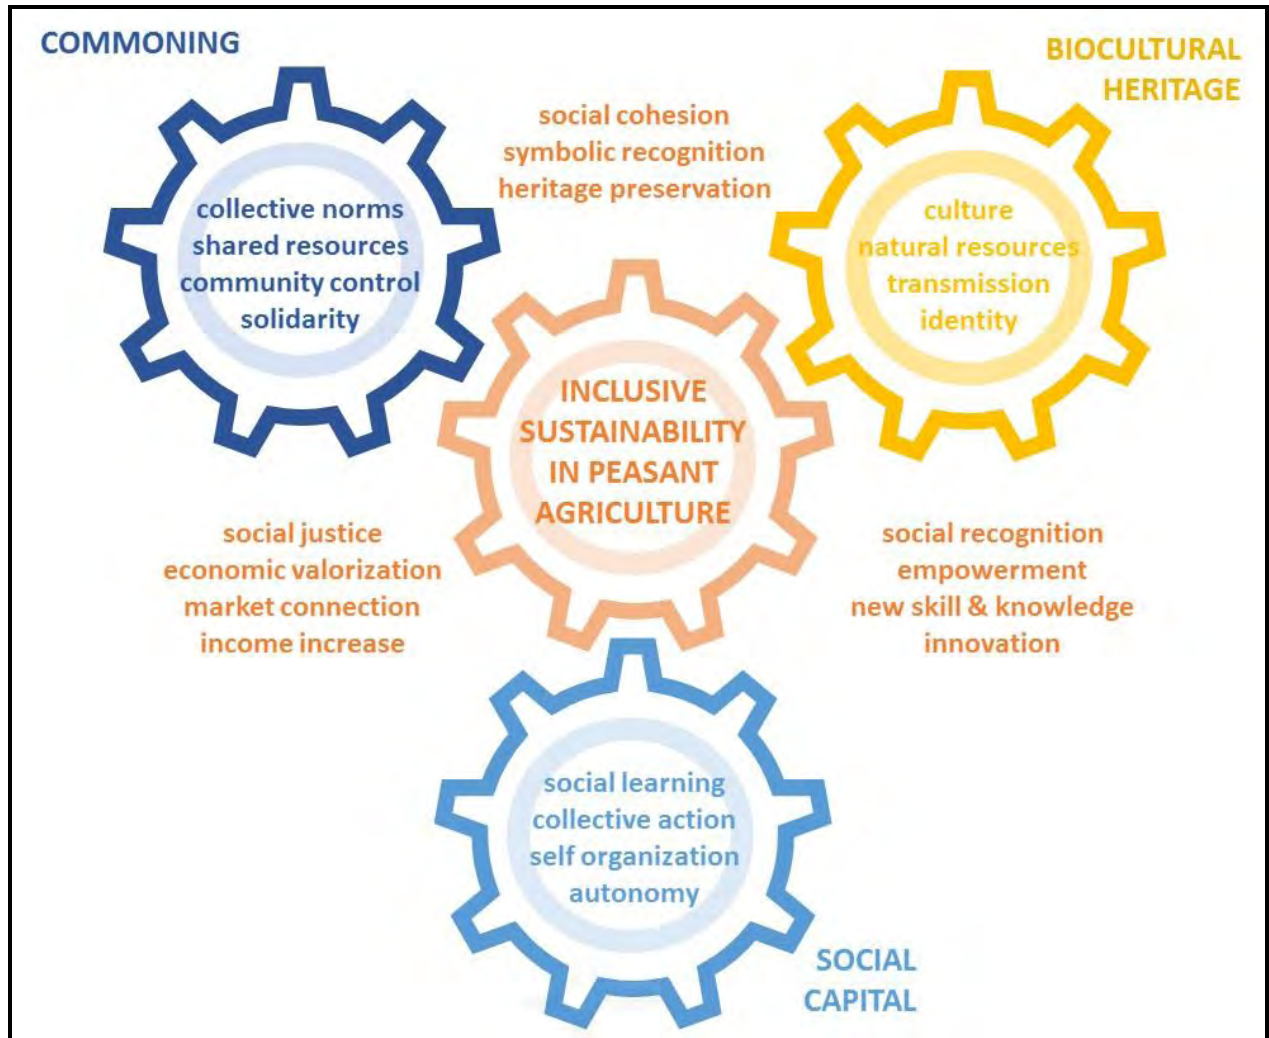 COMMONING
BIOCULTURAL
HERITAGE
social cohesion
symbolic recognition
heritage preservation
collective norms
shared resources
community control
solidarity
culture
natural resources
transmission
identity
INCLUSIVE
SUSTAINABILITY
IN PEASANT
AGRICULTURE
social justice
economic valorization
market connection
income increase
social recognition
empowerment
new skill & knowledge
innovation
social learning
collective action
self organization
autonomy
SOCIAL
CAPITAL